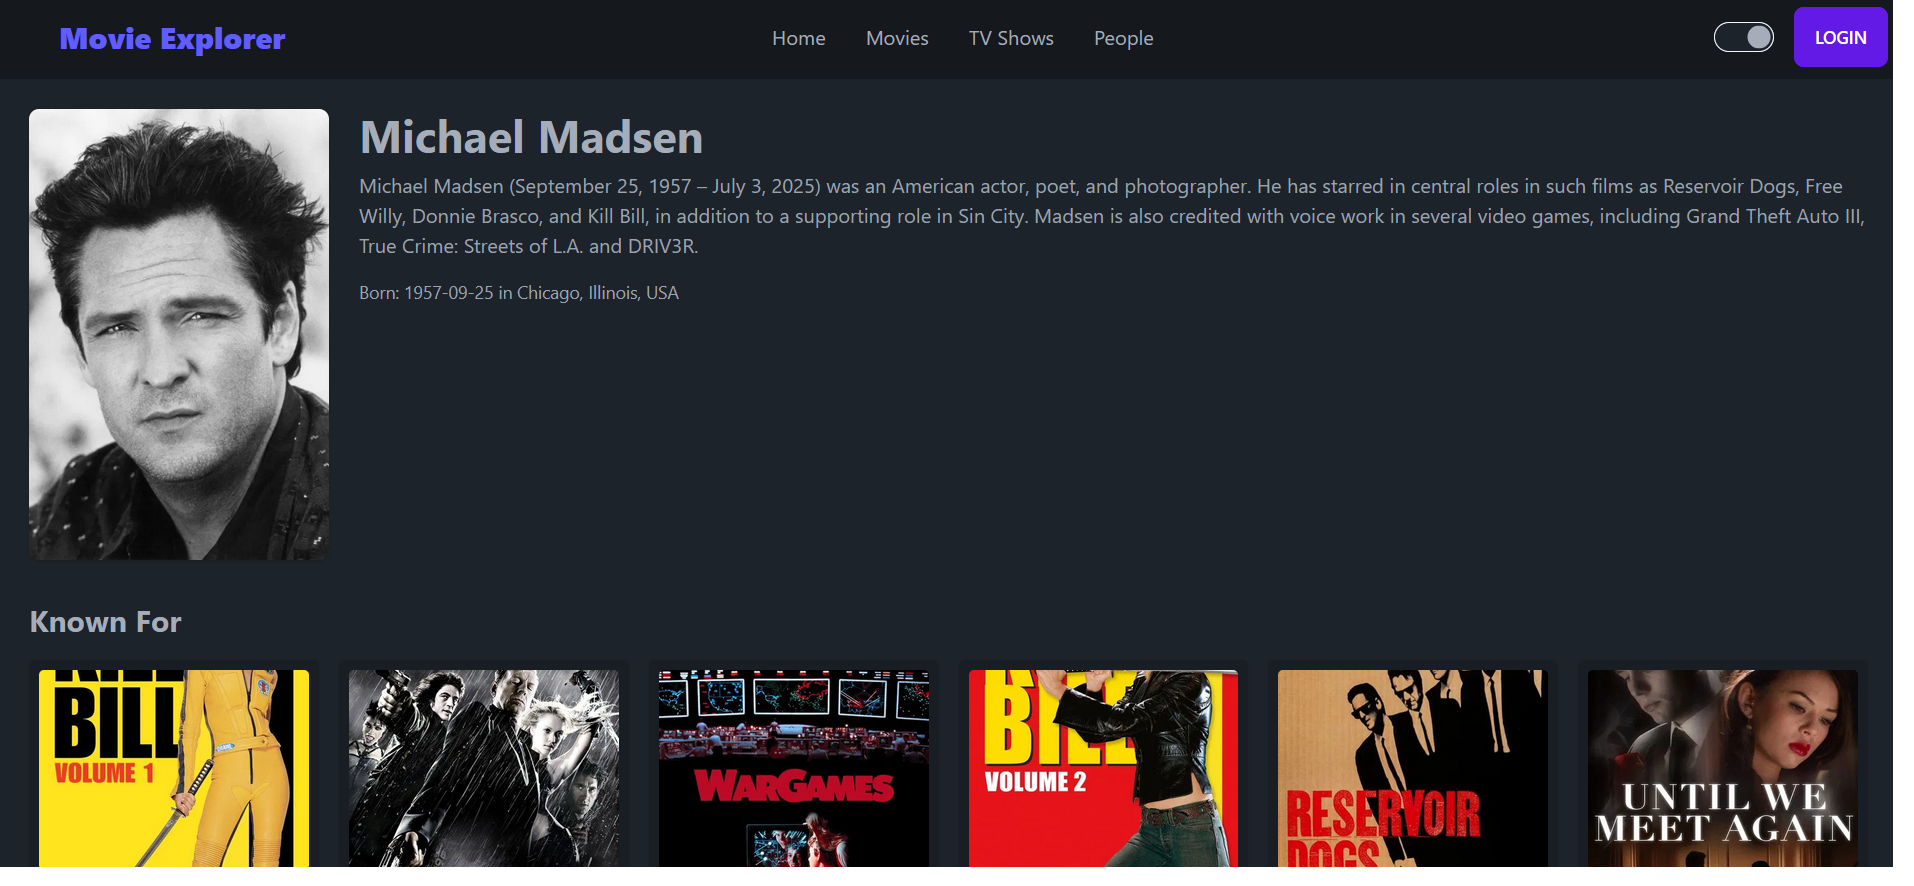 Movie Explorer
Home Movies TV Shows People
LOGIN
Michael Madsen
Michael Madsen (September 25, 1957 – July 3, 2025) was an American actor, poet, and photographer. He has starred in central roles in such films as Reservoir Dogs, Free
Willy, Donnie Brasco, and Kill Bill, in addition to a supporting role in Sin City. Madsen is also credited with voice work in several video games, including Grand Theft Auto III,
True Crime: Streets of L.A. and DRIV3R.
Born: 1957-09-25 in Chicago, Illinois, USA
Known For
KILL
BILL
VOLUME 1
WARGAMES
BILL
VOLUME 2
RESERVOIR
DOGS
UNTIL WE
MEET AGAIN